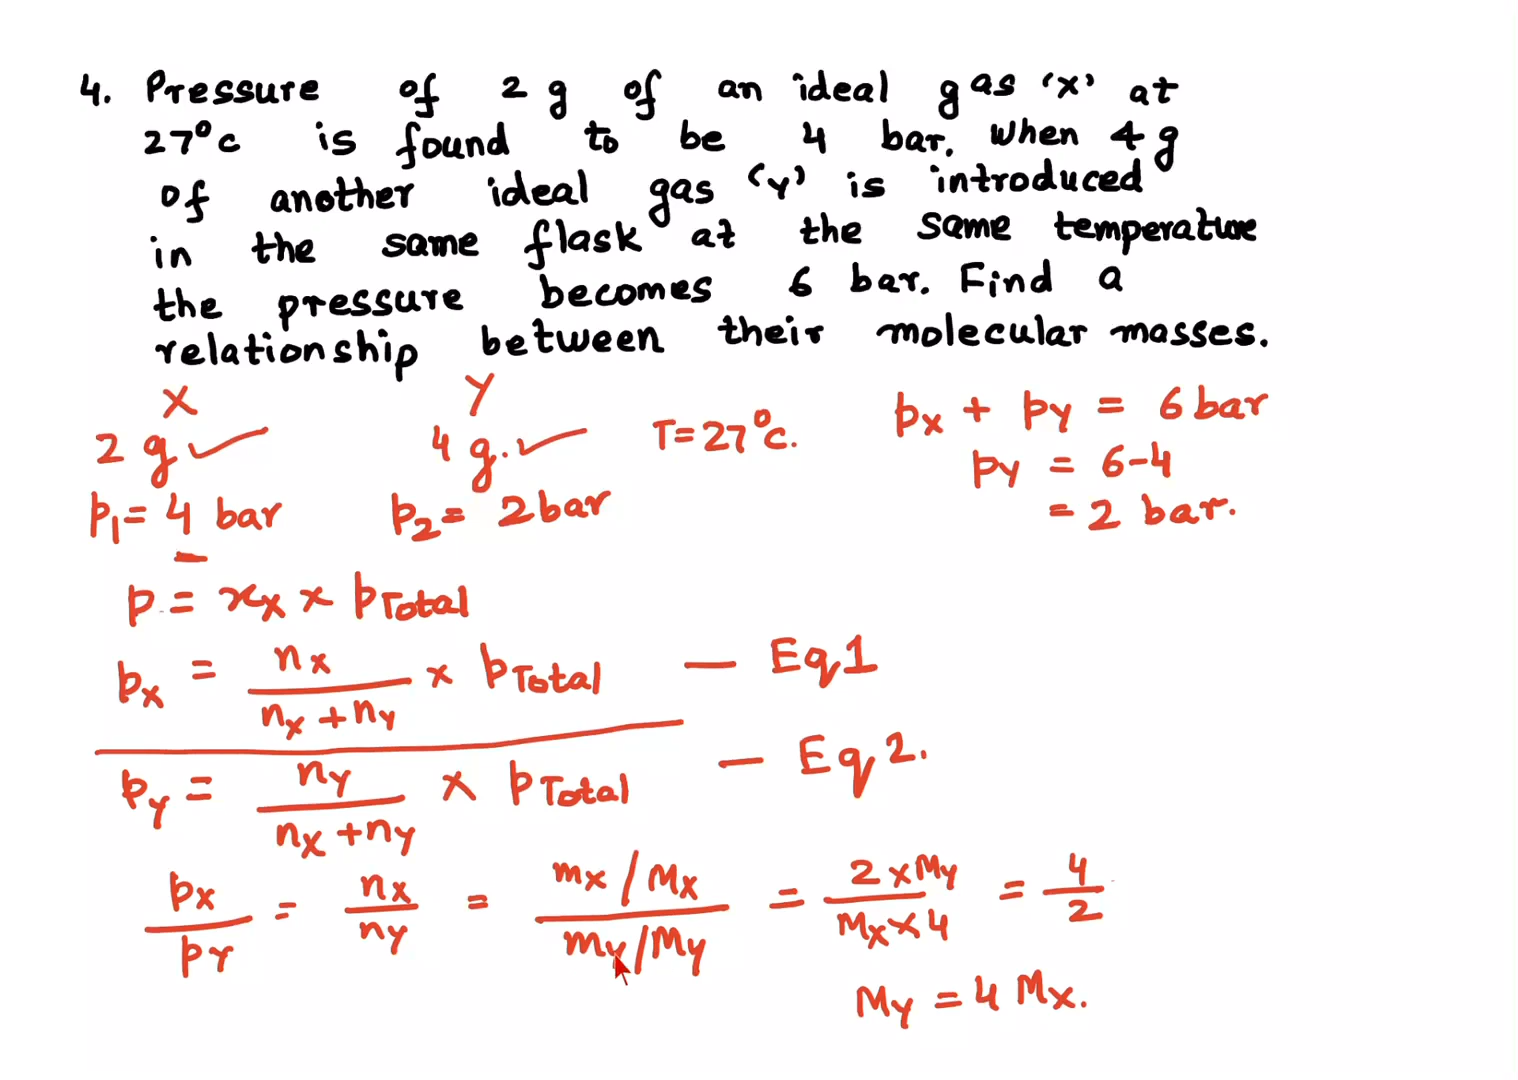 4. Pressure of 2 g of an ideal gas 'x' at
27°c is found to be 4 bar. When 4 g
of another ideal gas 'Y' is introduced
in the same flask at the same temperature
the pressure becomes 6 bar. Find a
relationship between their molecular masses.
X Y
2 g 4 g. T=27°c. px + py = 6 bar
py = 6-4
p1= 4 bar p2= 2bar = 2 bar.
p = xx × pTotal
px = nx / nx + ny × pTotal — Eq1
py = ny / nx + ny × pTotal — Eq2.
px / py = nx / ny = mx/Mx / my/My = 2×My / Mx×4 = 4 / 2
My = 4 Mx.